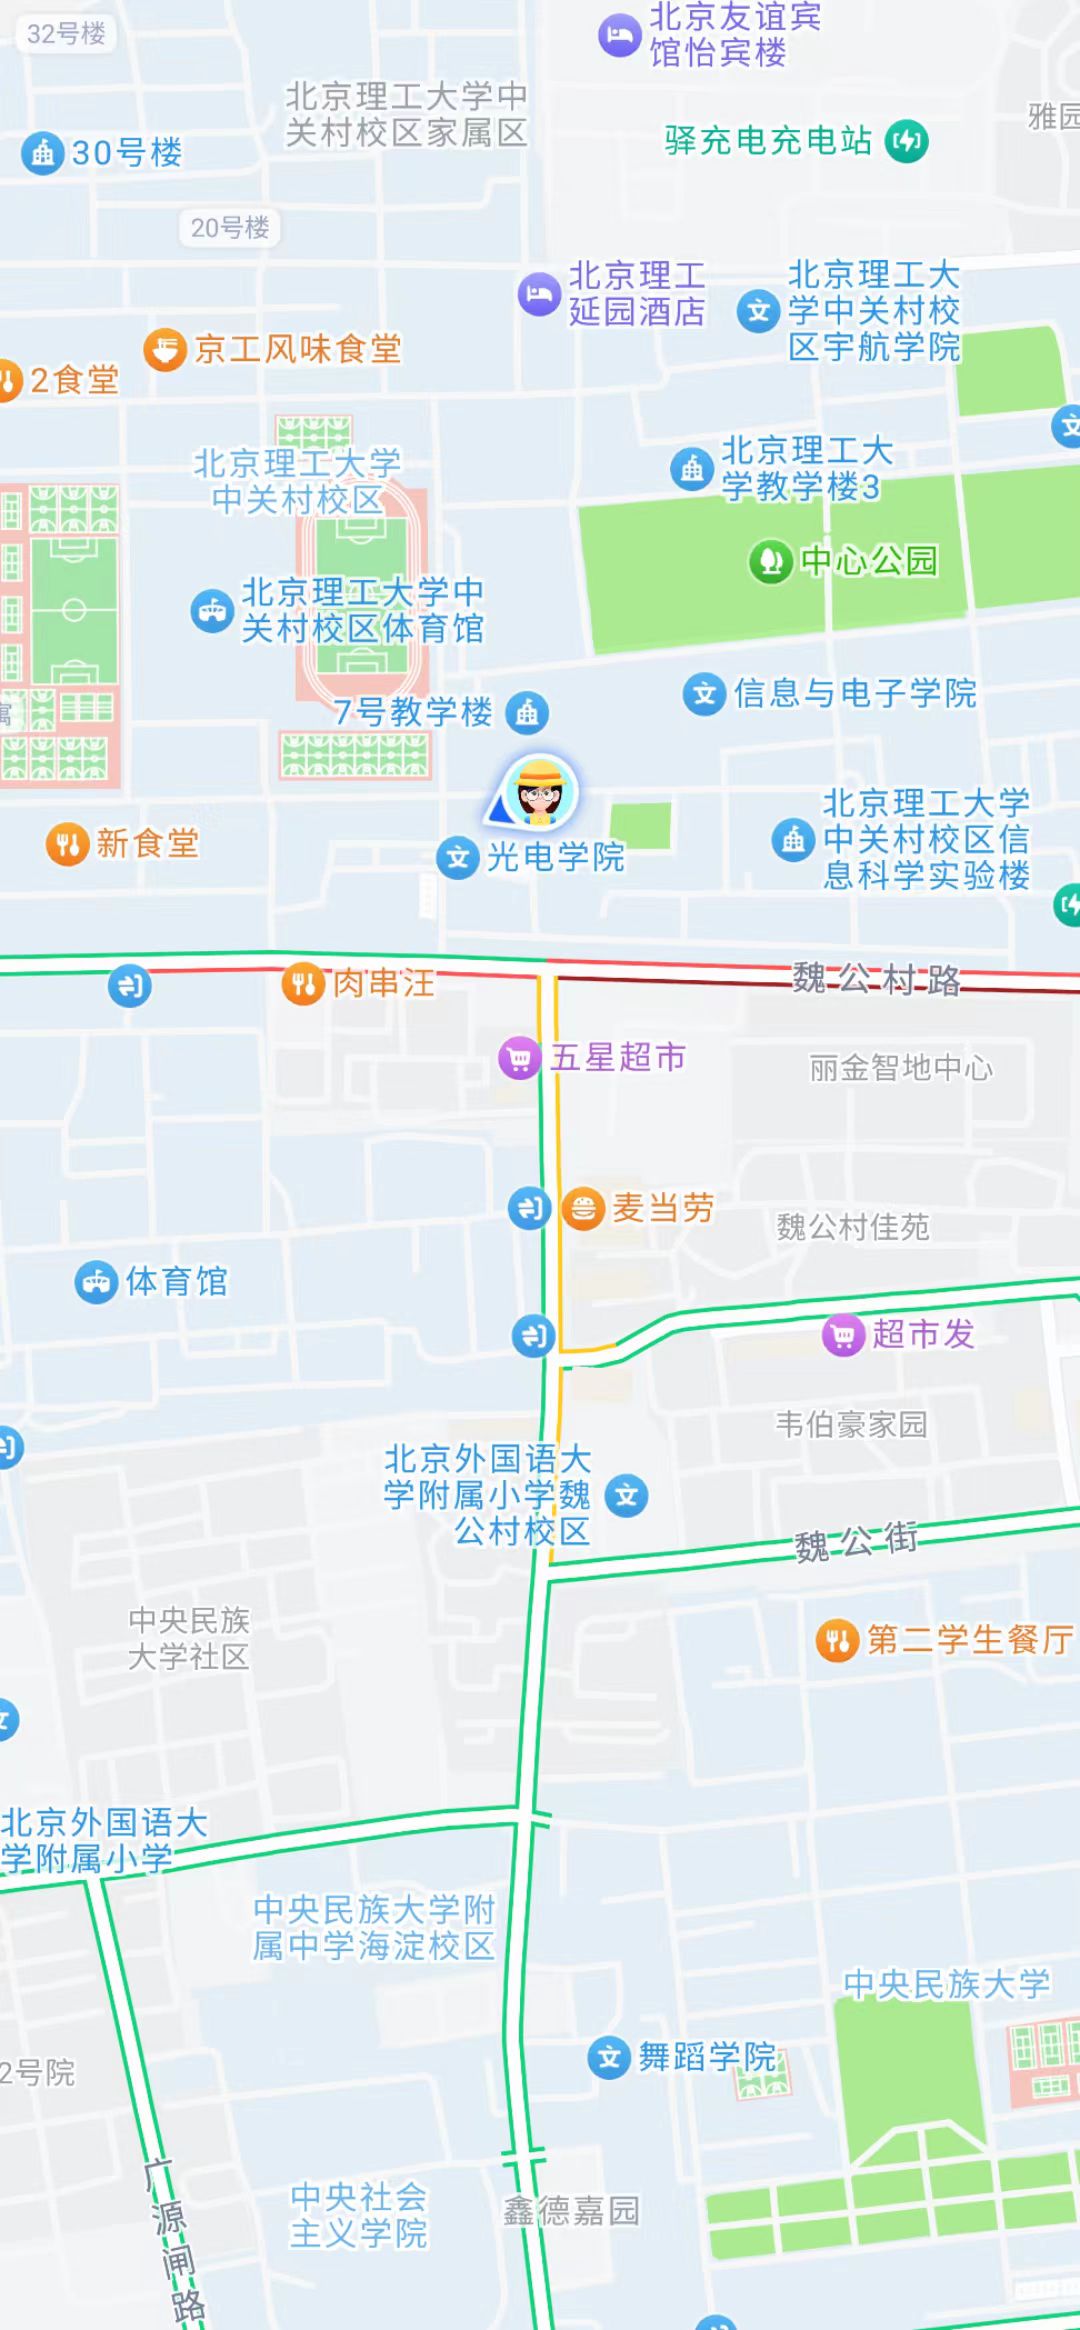 32号楼
北京友谊宾
馆怡宾楼
北京理工大学中
关村校区家属区
雅园
驿充电充电站
30号楼
20号楼
北京理工
延园酒店
北京理工大
学中关村校
区宇航学院
京工风味食堂
2食堂
北京理工大学
中关村校区
北京理工大
学教学楼3
中心公园
北京理工大学中
关村校区体育馆
信息与电子学院
寓
7号教学楼
北京理工大学
中关村校区信
息科学实验楼
新食堂
光电学院
肉串汪
魏公村路
五星超市
丽金智地中心
麦当劳
魏公村佳苑
体育馆
超市发
韦伯豪家园
北京外国语大
学附属小学魏
公村校区
魏公街
中央民族
大学社区
第二学生餐厅
北京外国语大
学附属小学
中央民族大学附
属中学海淀校区
中央民族大学
舞蹈学院
2号院
广源闸路
中央社会
主义学院
鑫德嘉园